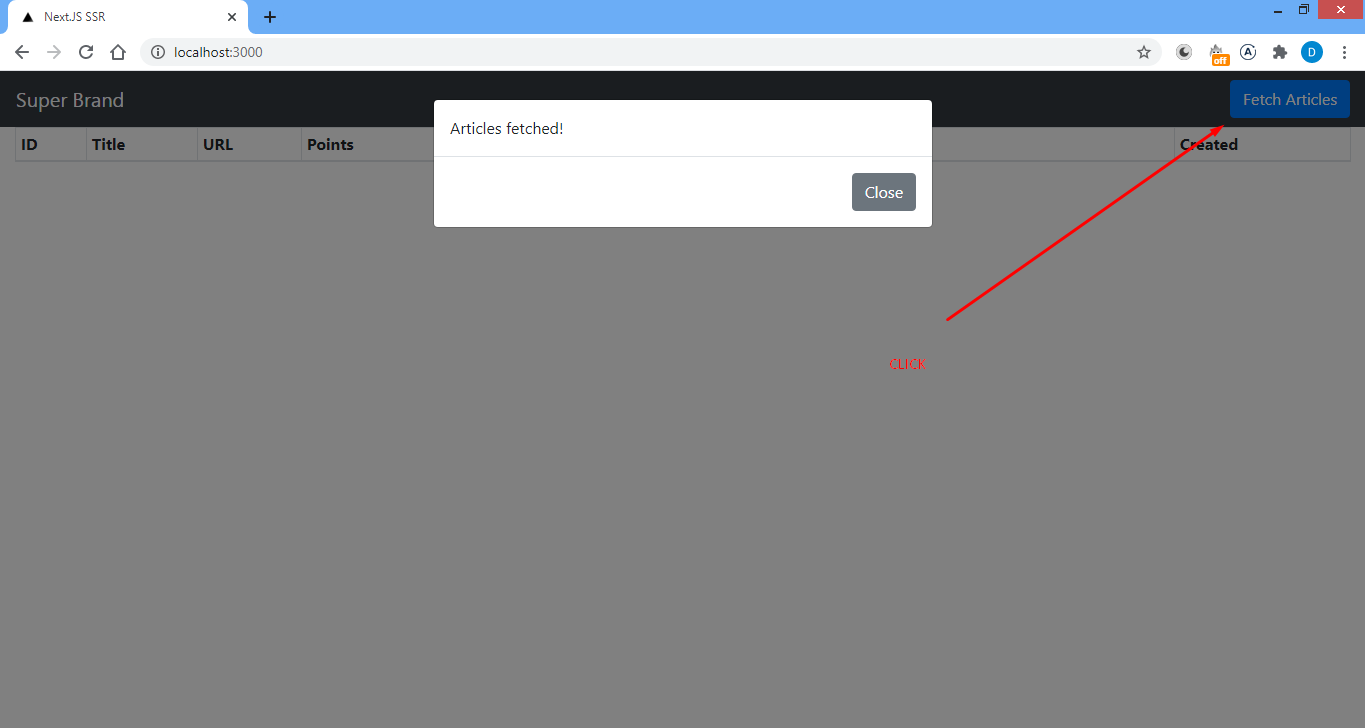 Next.JS SSR
localhost:3000
off
A
D
Super Brand
Fetch Articles
Articles fetched!
Close
ID Title URL Points Created
CLICK